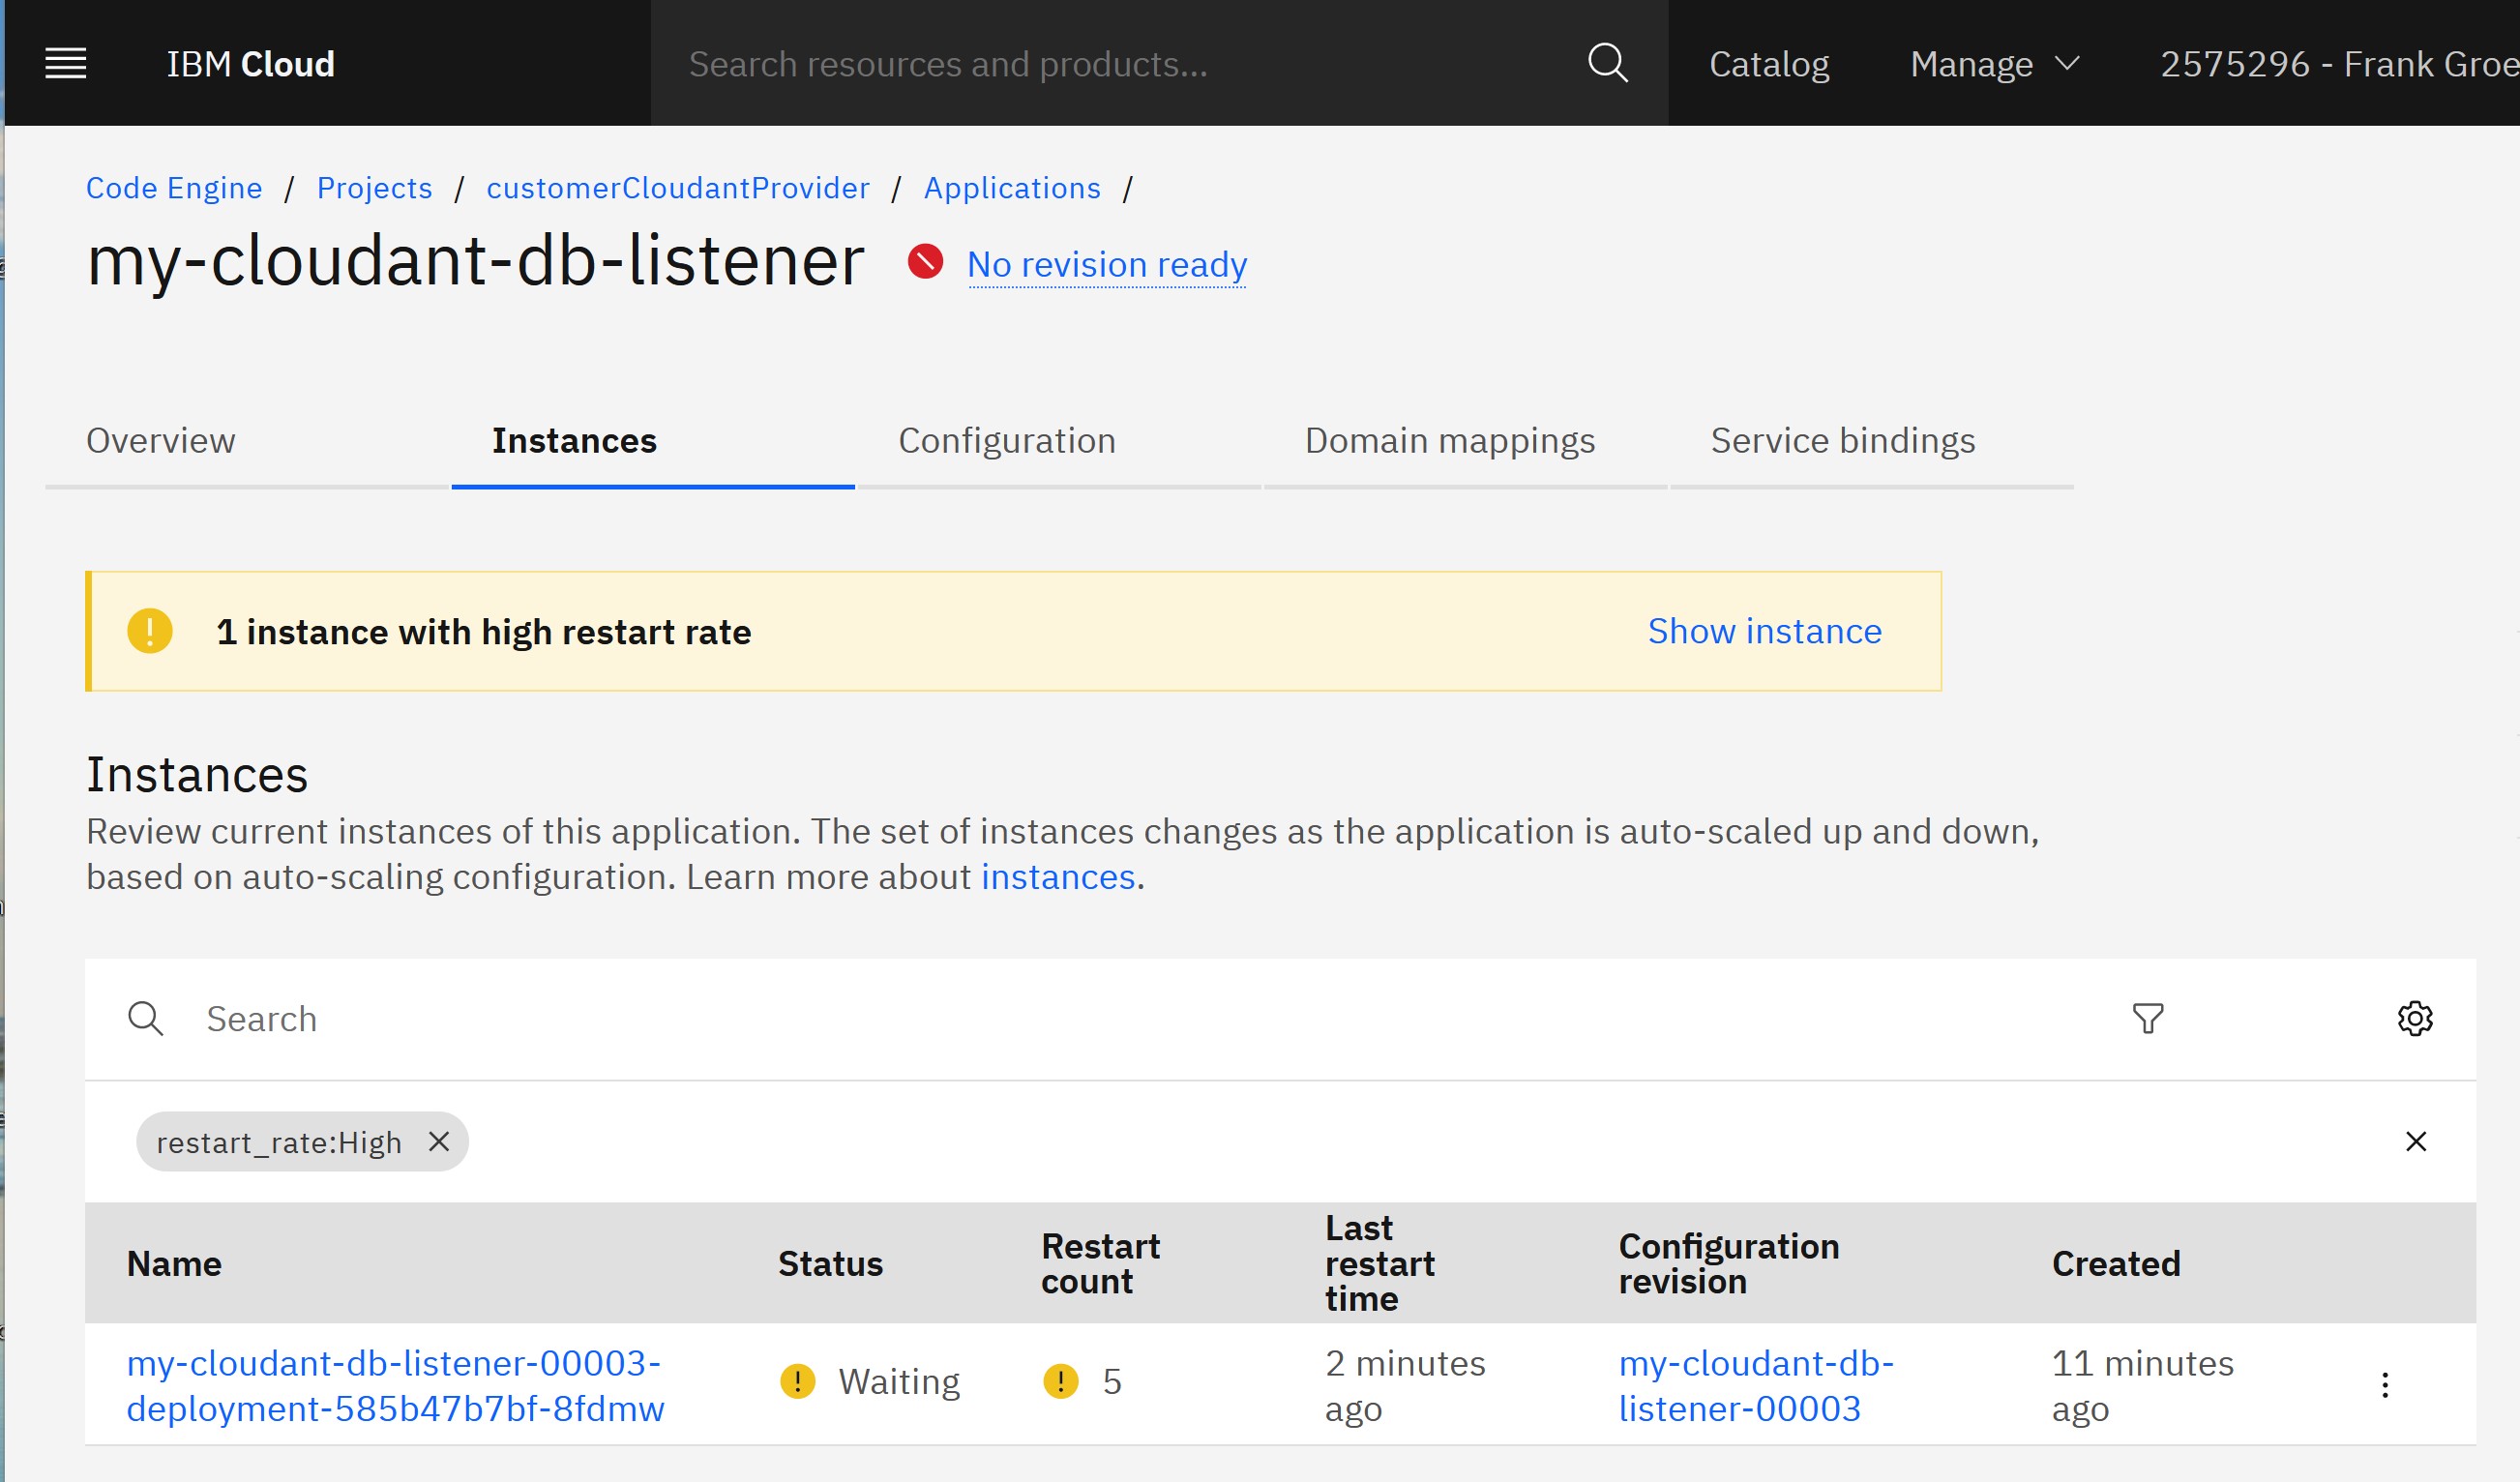 IBM Cloud
Search resources and products...
Catalog
Manage
2575296 - Frank Groe
Code Engine / Projects / customerCloudantProvider / Applications /
my-cloudant-db-listener
No revision ready
Overview
Instances
Configuration
Domain mappings
Service bindings
1 instance with high restart rate
Show instance
Instances
Review current instances of this application. The set of instances changes as the application is auto-scaled up and down,
based on auto-scaling configuration. Learn more about instances.
Search
restart_rate:High
Name
Status
Restart
count
Last
restart
time
Configuration
revision
Created
my-cloudant-db-listener-00003-
deployment-585b47b7bf-8fdmw
Waiting
5
2 minutes
ago
my-cloudant-db-
listener-00003
11 minutes
ago